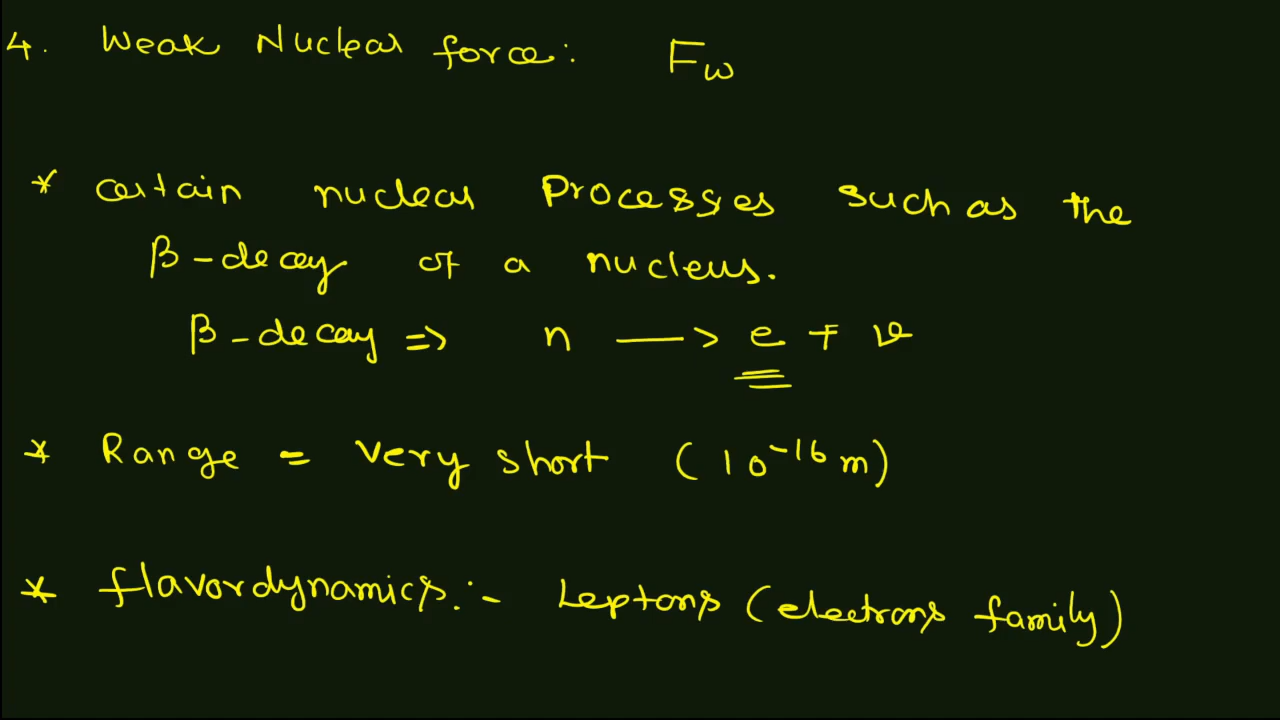 4. Weak Nuclear force: Fw
* certain nuclear Processes such as the
β-decay of a nucleus.
β-decay => n —> e + ν
* Range = very short (10⁻¹⁶ m)
* flavordynamics:- Leptons (electrons family)